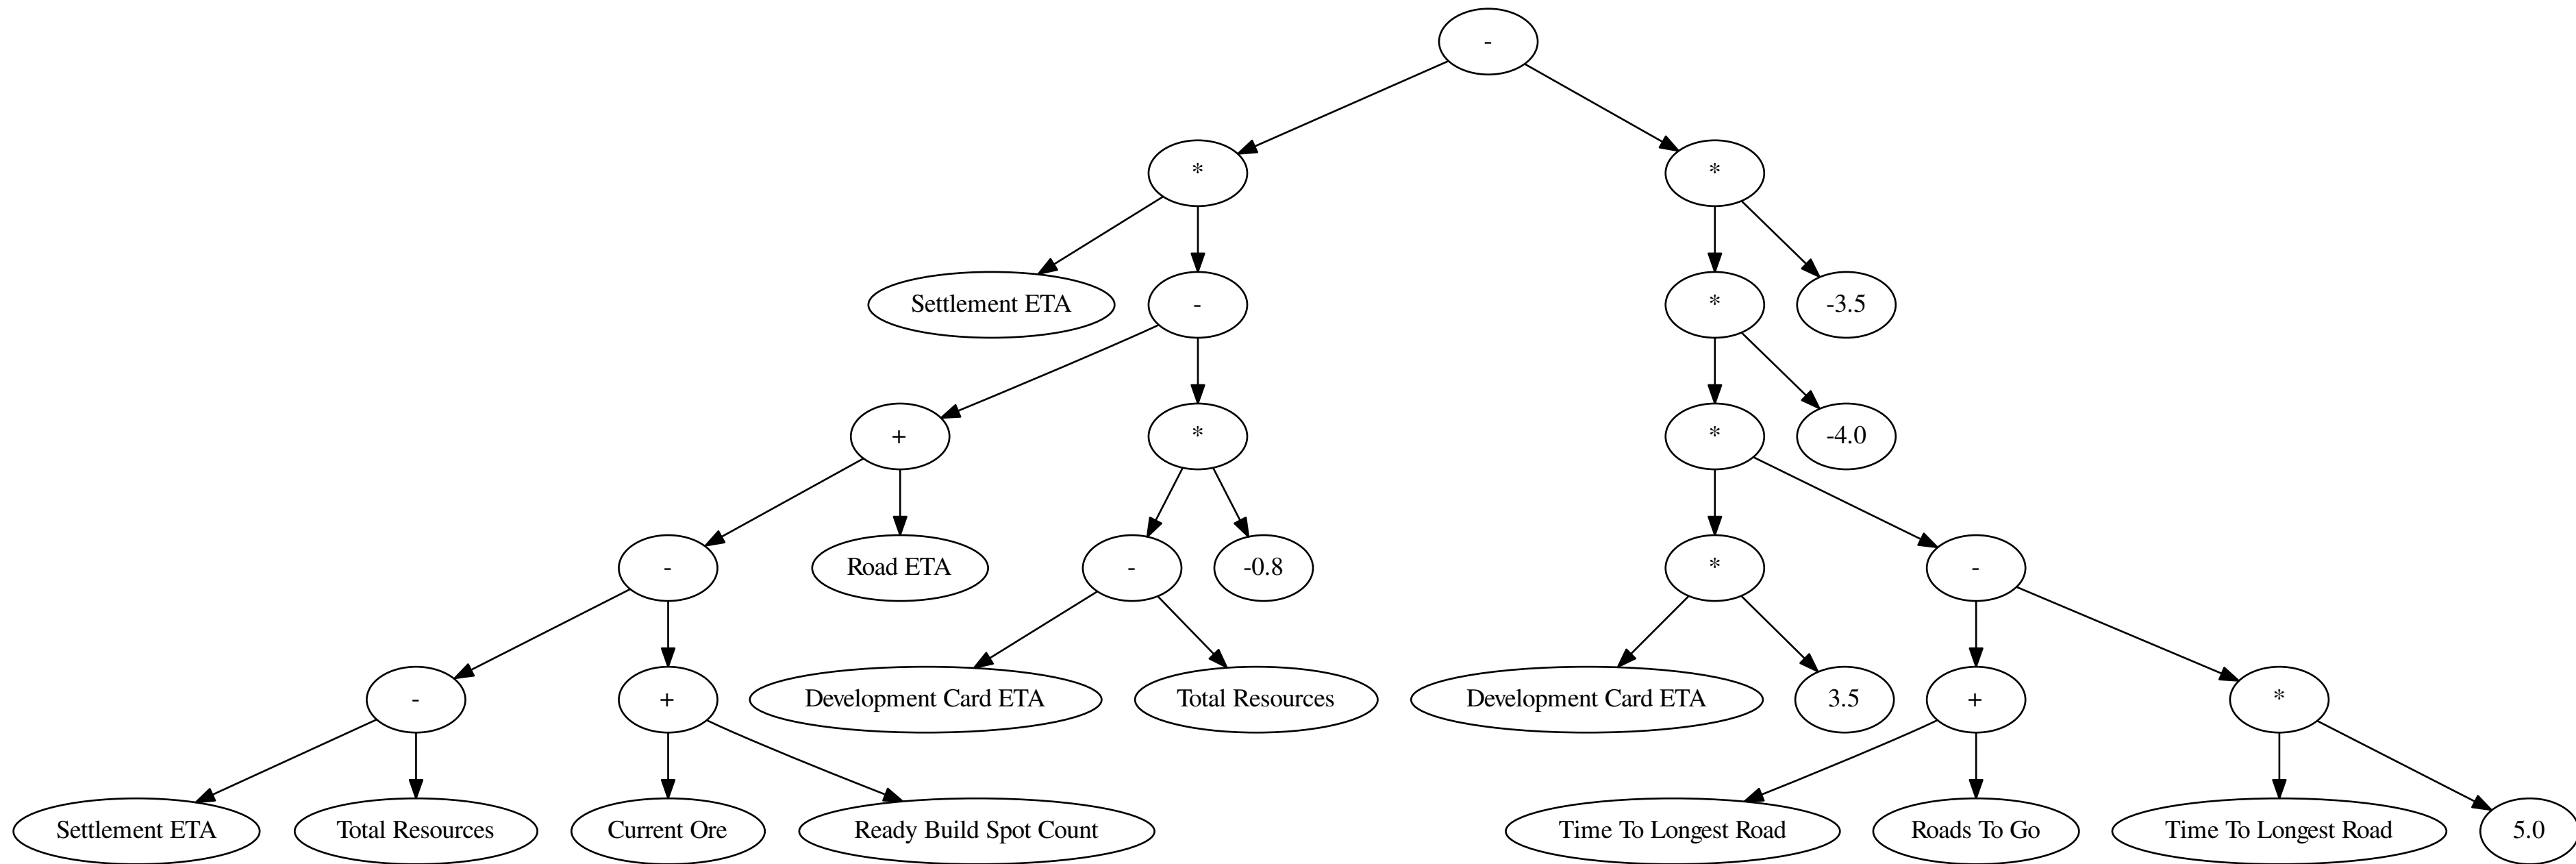 -
* *
Settlement ETA - * -3.5
+ * * -4.0
- Road ETA - -0.8 * -
- + Development Card ETA Total Resources Development Card ETA 3.5 + *
Settlement ETA Total Resources Current Ore Ready Build Spot Count Time To Longest Road Roads To Go Time To Longest Road 5.0